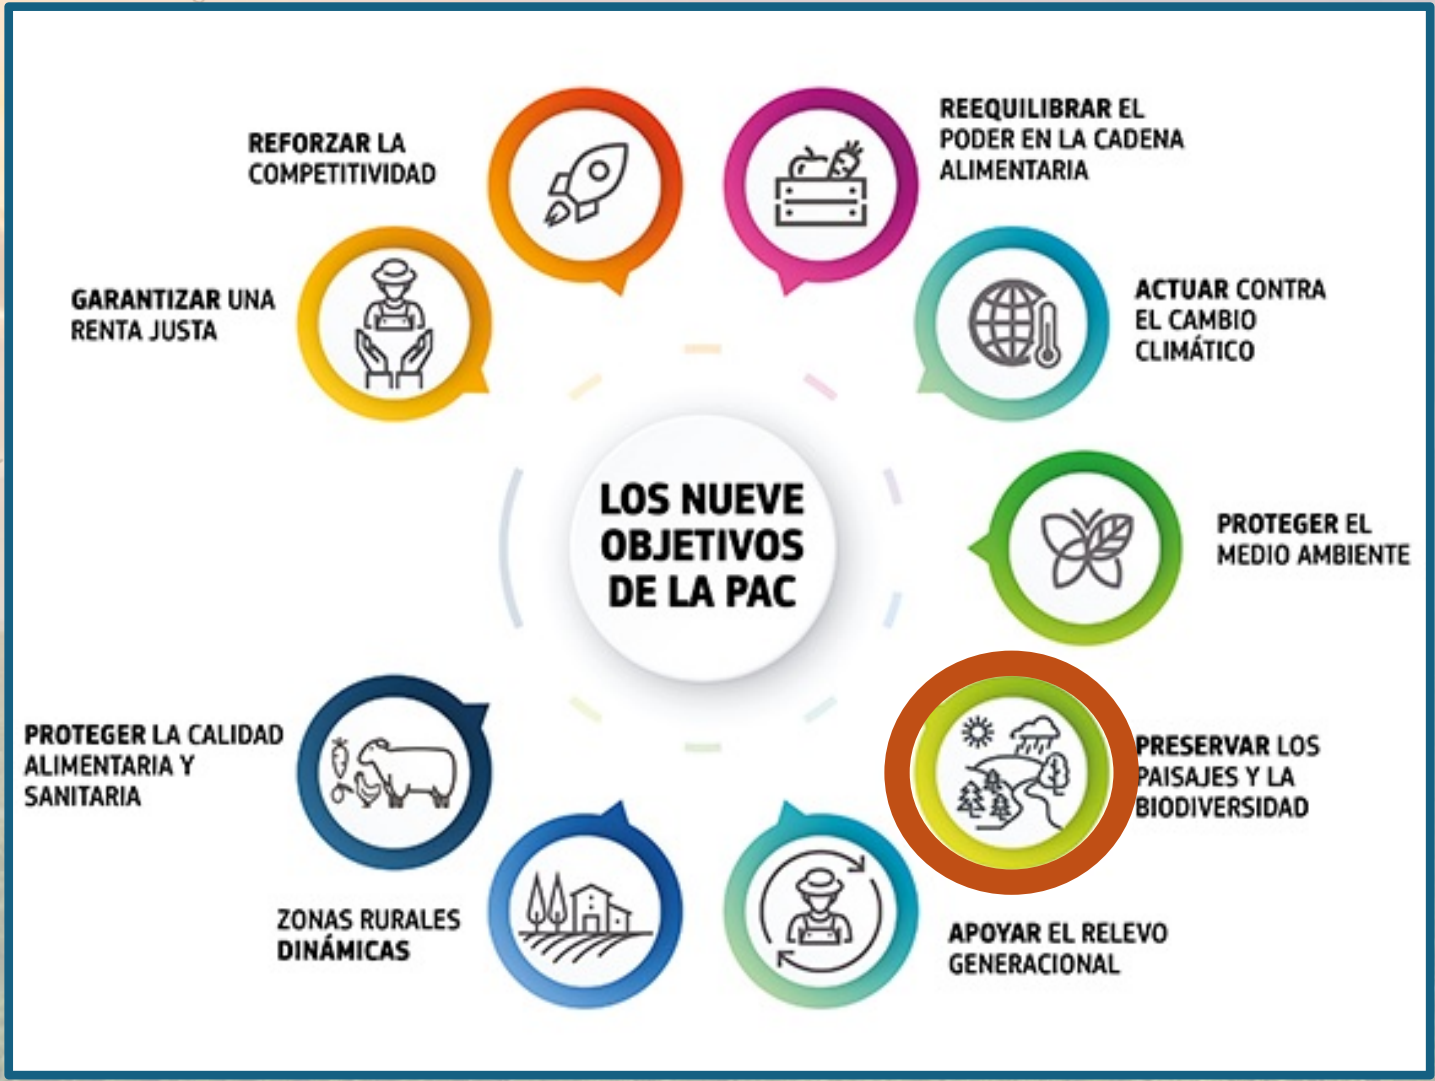 REFORZAR LA
COMPETITIVIDAD
REEQUILIBRAR EL
PODER EN LA CADENA
ALIMENTARIA
GARANTIZAR UNA
RENTA JUSTA
ACTUAR CONTRA
EL CAMBIO
CLIMÁTICO
LOS NUEVE
OBJETIVOS
DE LA PAC
PROTEGER EL
MEDIO AMBIENTE
PROTEGER LA CALIDAD
ALIMENTARIA Y
SANITARIA
PRESERVAR LOS
PAISAJES Y LA
BIODIVERSIDAD
ZONAS RURALES
DINÁMICAS
APOYAR EL RELEVO
GENERACIONAL